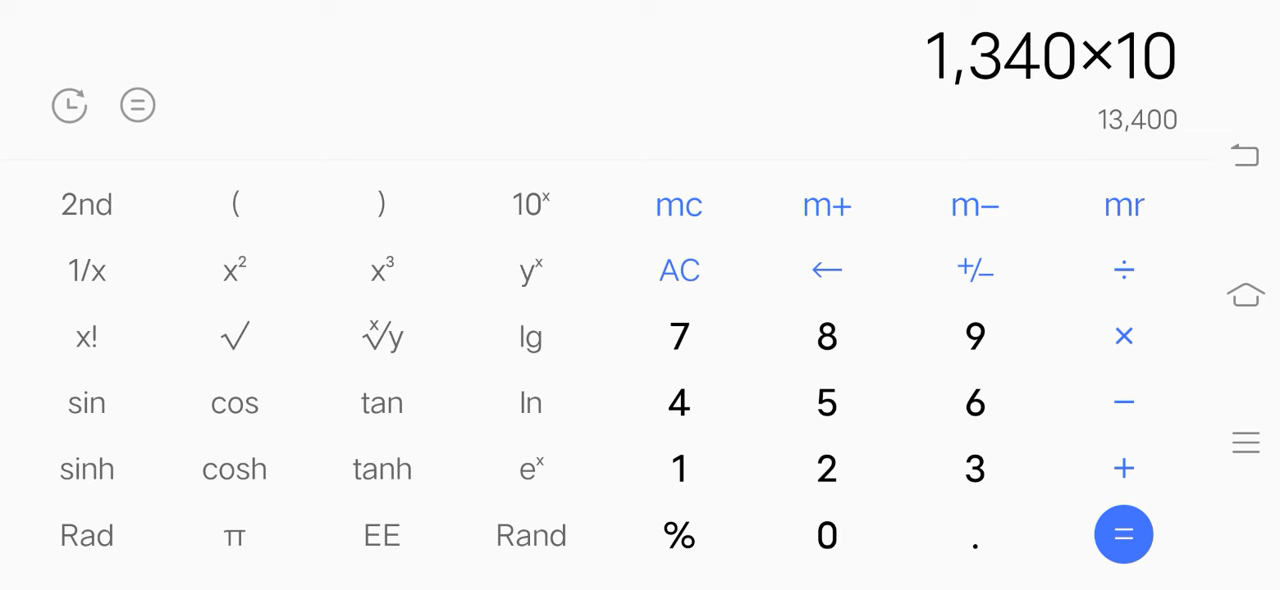 1,340×10
13,400
2nd ( ) 10ˣ mc m+ m− mr
1/x x² x³ yˣ AC ← +/− ÷
x! √ ˣ√y lg 7 8 9 ×
sin cos tan ln 4 5 6 −
sinh cosh tanh eˣ 1 2 3 +
Rad π EE Rand % 0 . =